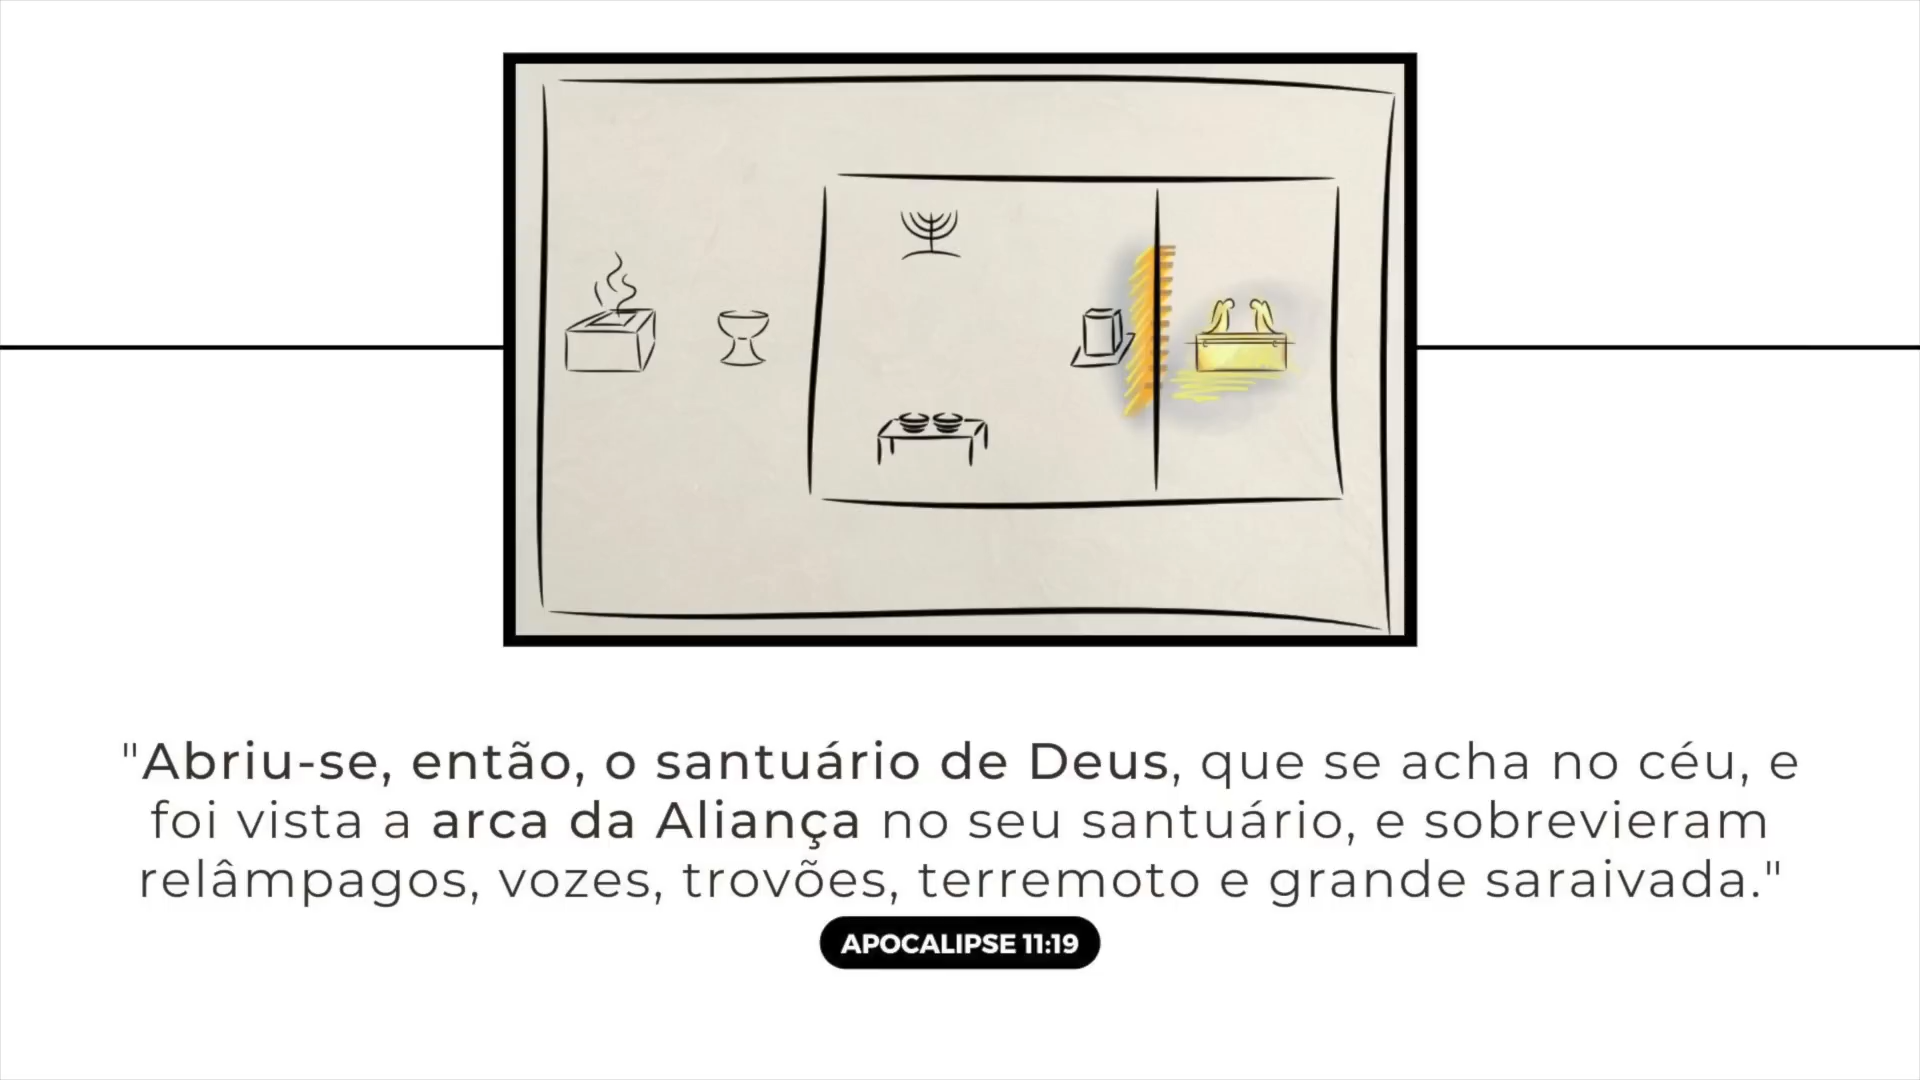 "Abriu-se, então, o santuário de Deus, que se acha no céu, e
foi vista a arca da Aliança no seu santuário, e sobrevieram
relâmpagos, vozes, trovões, terremoto e grande saraivada."
APOCALIPSE 11:19